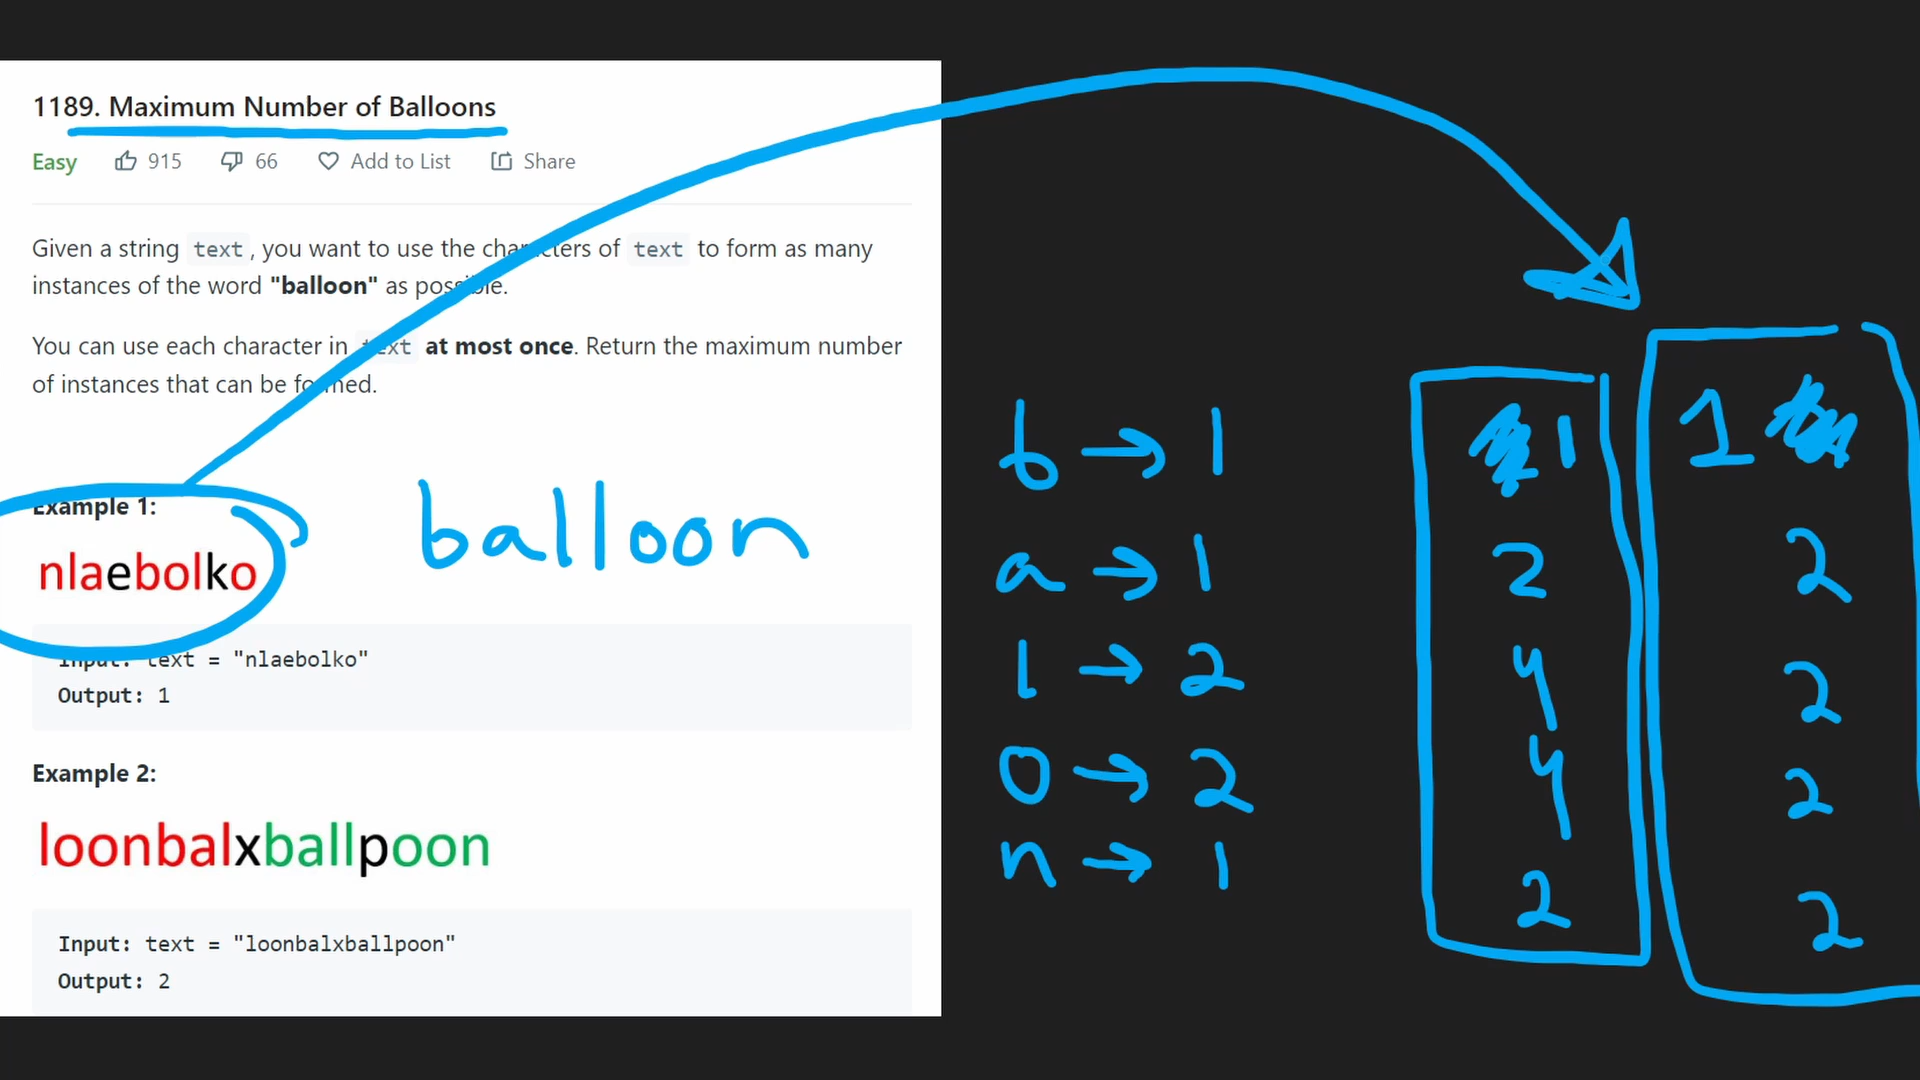 1189. Maximum Number of Balloons
Easy 915 66 Add to List Share
Given a string text, you want to use the characters of text to form as many
instances of the word "balloon" as possible.
You can use each character in text at most once. Return the maximum number
of instances that can be formed.
Example 1:
nlaebolko
balloon
Input: text = "nlaebolko"
Output: 1
Example 2:
loonbalxballpoon
Input: text = "loonbalxballpoon"
Output: 2
b → 1 1 1
a → 1 2 2
l → 2 4 2
o → 2 4 2
n → 1 2 2